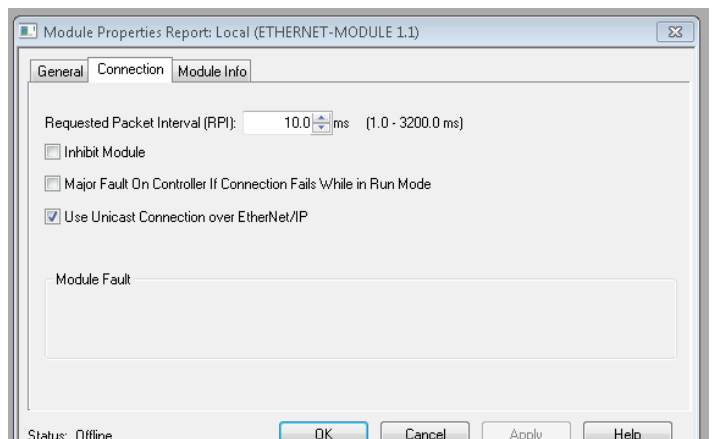 Module Properties Report: Local (ETHERNET-MODULE 1.1)
General Connection Module Info
Requested Packet Interval (RPI): 10.0 ms (1.0 - 3200.0 ms)
Inhibit Module
Major Fault On Controller If Connection Fails While in Run Mode
Use Unicast Connection over EtherNet/IP
Module Fault
Status: Offline OK Cancel Apply Help